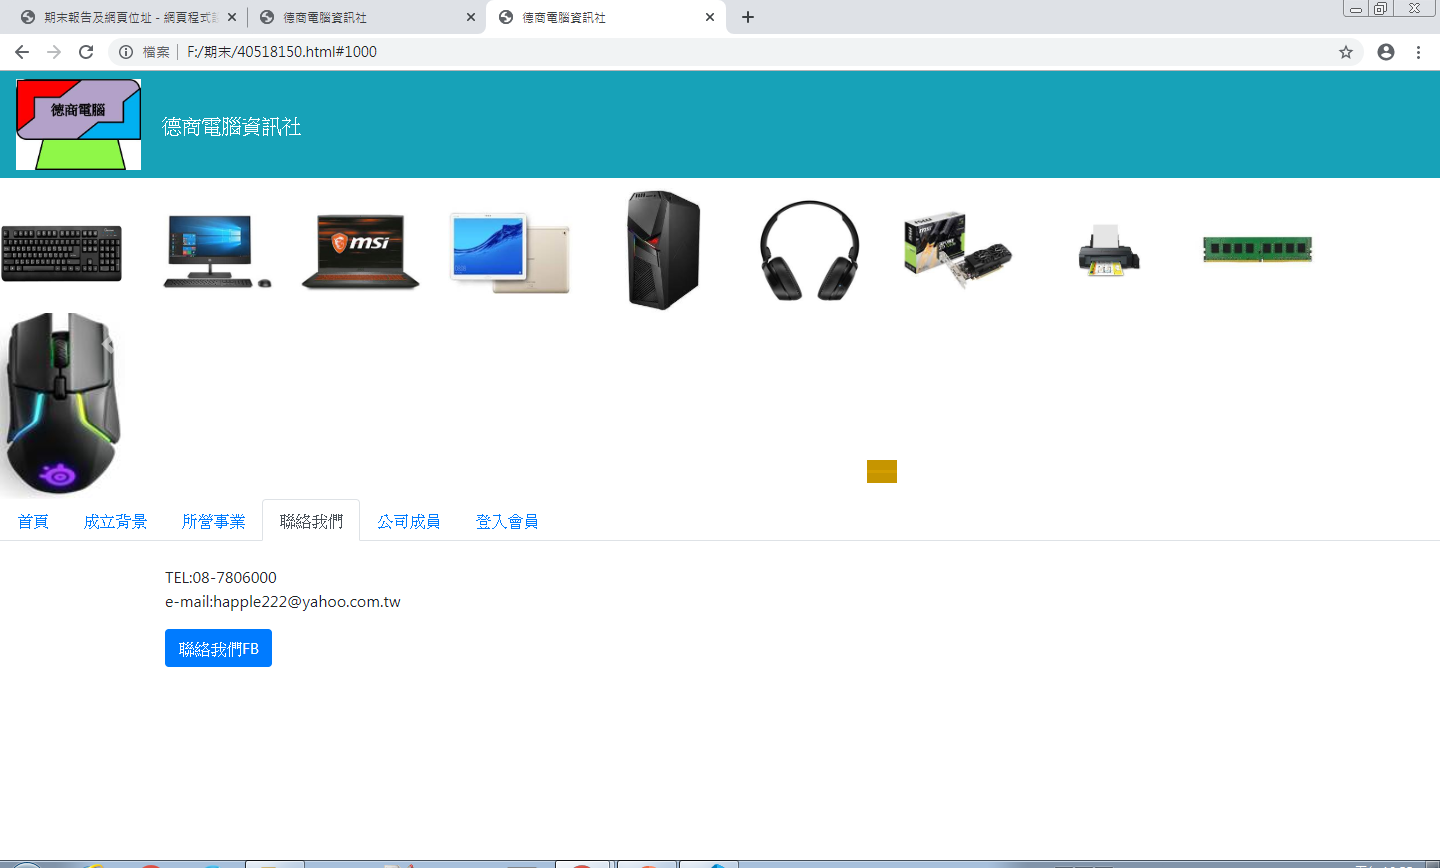 期末報告及網頁位址 - 網頁程式
德商電腦資訊社
德商電腦資訊社
檔案
F:/期末/40518150.html#1000
德商電腦
德商電腦資訊社
msi
首頁
成立背景
所營事業
聯絡我們
公司成員
登入會員
TEL:08-7806000
e-mail:happle222@yahoo.com.tw
聯絡我們FB